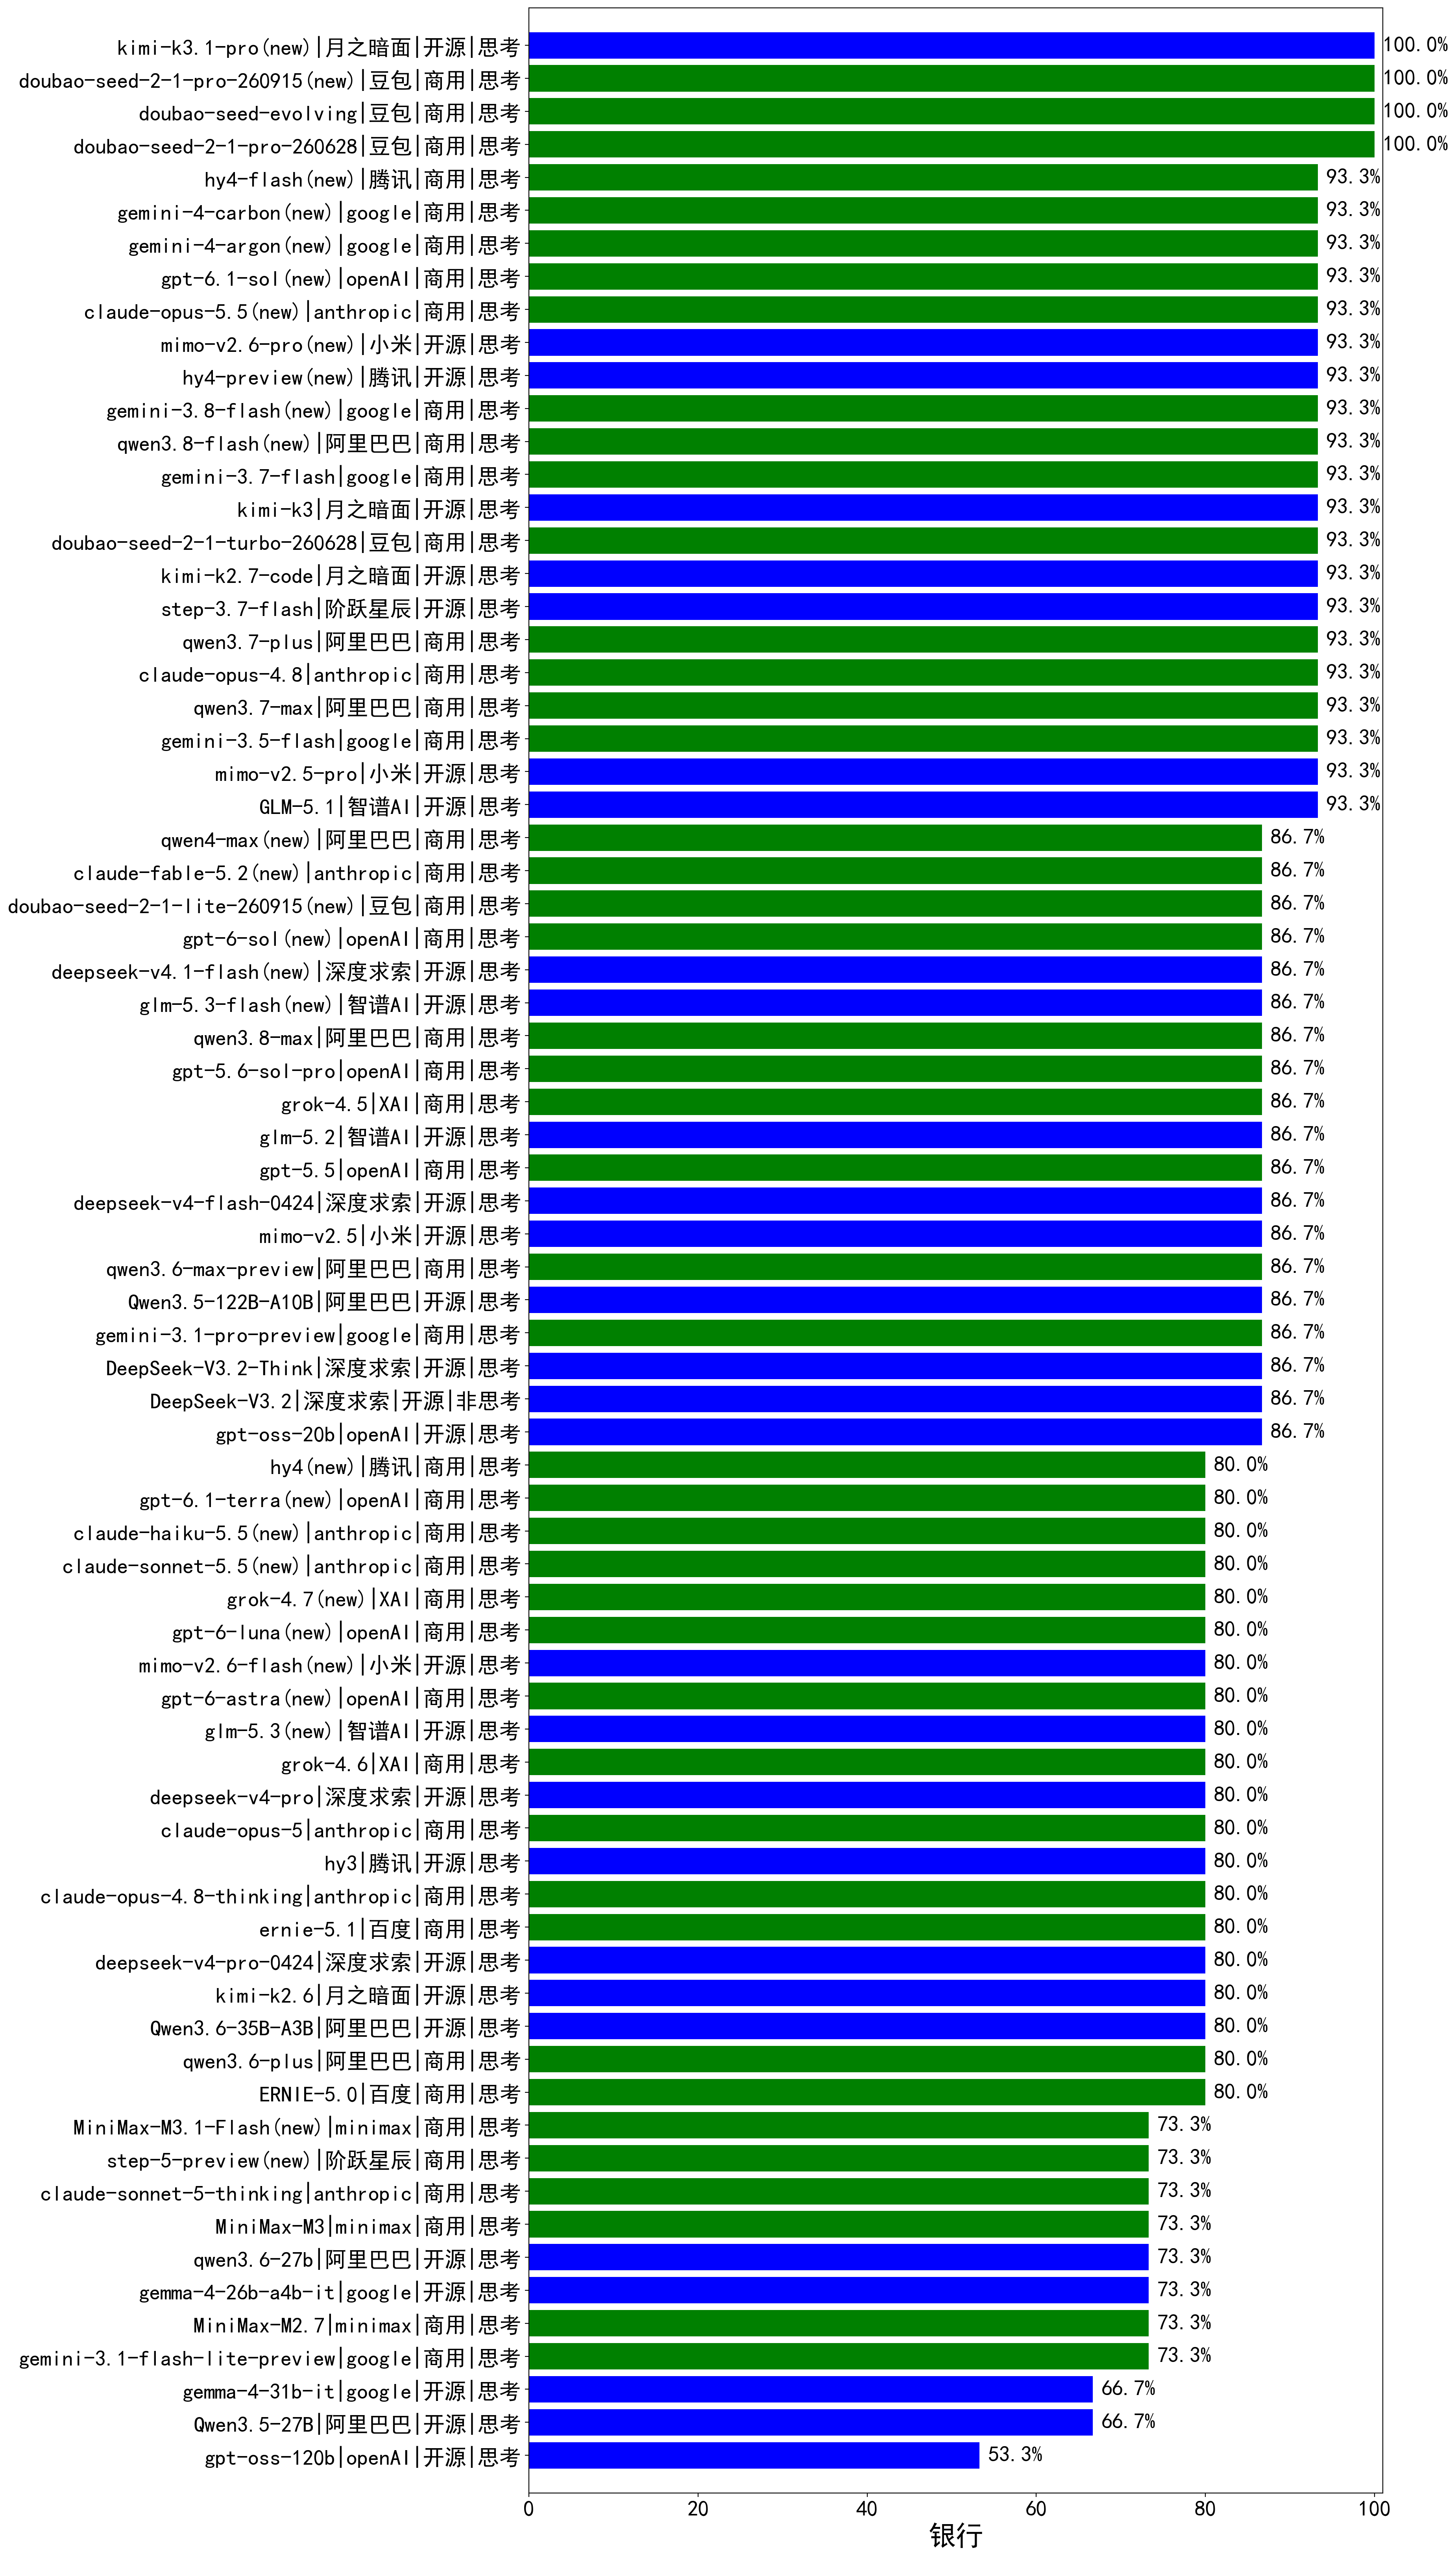 kimi-k3.1-pro(new)|月之暗面|开源|思考 100.0%
doubao-seed-2-1-pro-260915(new)|豆包|商用|思考 100.0%
doubao-seed-evolving|豆包|商用|思考 100.0%
doubao-seed-2-1-pro-260628|豆包|商用|思考 100.0%
hy4-flash(new)|腾讯|商用|思考 93.3%
gemini-4-carbon(new)|google|商用|思考 93.3%
gemini-4-argon(new)|google|商用|思考 93.3%
gpt-6.1-sol(new)|openAI|商用|思考 93.3%
claude-opus-5.5(new)|anthropic|商用|思考 93.3%
mimo-v2.6-pro(new)|小米|开源|思考 93.3%
hy4-preview(new)|腾讯|开源|思考 93.3%
gemini-3.8-flash(new)|google|商用|思考 93.3%
qwen3.8-flash(new)|阿里巴巴|商用|思考 93.3%
gemini-3.7-flash|google|商用|思考 93.3%
kimi-k3|月之暗面|开源|思考 93.3%
doubao-seed-2-1-turbo-260628|豆包|商用|思考 93.3%
kimi-k2.7-code|月之暗面|开源|思考 93.3%
step-3.7-flash|阶跃星辰|开源|思考 93.3%
qwen3.7-plus|阿里巴巴|商用|思考 93.3%
claude-opus-4.8|anthropic|商用|思考 93.3%
qwen3.7-max|阿里巴巴|商用|思考 93.3%
gemini-3.5-flash|google|商用|思考 93.3%
mimo-v2.5-pro|小米|开源|思考 93.3%
GLM-5.1|智谱AI|开源|思考 93.3%
qwen4-max(new)|阿里巴巴|商用|思考 86.7%
claude-fable-5.2(new)|anthropic|商用|思考 86.7%
doubao-seed-2-1-lite-260915(new)|豆包|商用|思考 86.7%
gpt-6-sol(new)|openAI|商用|思考 86.7%
deepseek-v4.1-flash(new)|深度求索|开源|思考 86.7%
glm-5.3-flash(new)|智谱AI|开源|思考 86.7%
qwen3.8-max|阿里巴巴|商用|思考 86.7%
gpt-5.6-sol-pro|openAI|商用|思考 86.7%
grok-4.5|XAI|商用|思考 86.7%
glm-5.2|智谱AI|开源|思考 86.7%
gpt-5.5|openAI|商用|思考 86.7%
deepseek-v4-flash-0424|深度求索|开源|思考 86.7%
mimo-v2.5|小米|开源|思考 86.7%
qwen3.6-max-preview|阿里巴巴|商用|思考 86.7%
Qwen3.5-122B-A10B|阿里巴巴|开源|思考 86.7%
gemini-3.1-pro-preview|google|商用|思考 86.7%
DeepSeek-V3.2-Think|深度求索|开源|思考 86.7%
DeepSeek-V3.2|深度求索|开源|非思考 86.7%
gpt-oss-20b|openAI|开源|思考 86.7%
hy4(new)|腾讯|商用|思考 80.0%
gpt-6.1-terra(new)|openAI|商用|思考 80.0%
claude-haiku-5.5(new)|anthropic|商用|思考 80.0%
claude-sonnet-5.5(new)|anthropic|商用|思考 80.0%
grok-4.7(new)|XAI|商用|思考 80.0%
gpt-6-luna(new)|openAI|商用|思考 80.0%
mimo-v2.6-flash(new)|小米|开源|思考 80.0%
gpt-6-astra(new)|openAI|商用|思考 80.0%
glm-5.3(new)|智谱AI|开源|思考 80.0%
grok-4.6|XAI|商用|思考 80.0%
deepseek-v4-pro|深度求索|开源|思考 80.0%
claude-opus-5|anthropic|商用|思考 80.0%
hy3|腾讯|开源|思考 80.0%
claude-opus-4.8-thinking|anthropic|商用|思考 80.0%
ernie-5.1|百度|商用|思考 80.0%
deepseek-v4-pro-0424|深度求索|开源|思考 80.0%
kimi-k2.6|月之暗面|开源|思考 80.0%
Qwen3.6-35B-A3B|阿里巴巴|开源|思考 80.0%
qwen3.6-plus|阿里巴巴|商用|思考 80.0%
ERNIE-5.0|百度|商用|思考 80.0%
MiniMax-M3.1-Flash(new)|minimax|商用|思考 73.3%
step-5-preview(new)|阶跃星辰|商用|思考 73.3%
claude-sonnet-5-thinking|anthropic|商用|思考 73.3%
MiniMax-M3|minimax|商用|思考 73.3%
qwen3.6-27b|阿里巴巴|开源|思考 73.3%
gemma-4-26b-a4b-it|google|开源|思考 73.3%
MiniMax-M2.7|minimax|商用|思考 73.3%
gemini-3.1-flash-lite-preview|google|商用|思考 73.3%
gemma-4-31b-it|google|开源|思考 66.7%
Qwen3.5-27B|阿里巴巴|开源|思考 66.7%
gpt-oss-120b|openAI|开源|思考 53.3%
0 20 40 60 80 100
银行